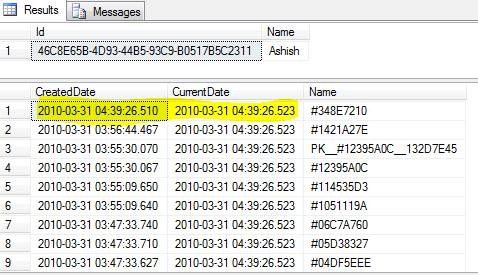 Results Messages
Id Name
1 46C8E65B-4D93-44B5-93C9-B0517B5C2311 Ashish
CreatedDate CurrentDate Name
1 2010-03-31 04:39:26.510 2010-03-31 04:39:26.523 #348E7210
2 2010-03-31 03:56:44.467 2010-03-31 04:39:26.523 #1421A27E
3 2010-03-31 03:55:30.070 2010-03-31 04:39:26.523 PK__#12395A0C__132D7E45
4 2010-03-31 03:55:30.067 2010-03-31 04:39:26.523 #12395A0C
5 2010-03-31 03:55:09.650 2010-03-31 04:39:26.523 #114535D3
6 2010-03-31 03:55:09.640 2010-03-31 04:39:26.523 #1051119A
7 2010-03-31 03:47:33.740 2010-03-31 04:39:26.523 #06C7A760
8 2010-03-31 03:47:33.710 2010-03-31 04:39:26.523 #05D38327
9 2010-03-31 03:47:33.627 2010-03-31 04:39:26.523 #04DF5EEE